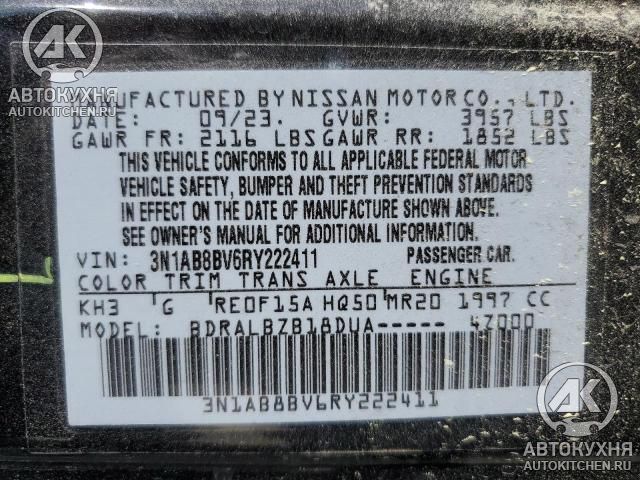 АК
АВТОКУХНЯ
AUTOKITCHEN.RU
MANUFACTURED BY NISSAN MOTOR CO., LTD.
DATE: 09/23. GVWR: 3957 LBS
GAWR FR: 2116 LBS GAWR RR: 1852 LBS
THIS VEHICLE CONFORMS TO ALL APPLICABLE FEDERAL MOTOR
VEHICLE SAFETY, BUMPER AND THEFT PREVENTION STANDARDS
IN EFFECT ON THE DATE OF MANUFACTURE SHOWN ABOVE.
SEE OWNER'S MANUAL FOR ADDITIONAL INFORMATION.
VIN: 3N1AB8BV6RY222411 PASSENGER CAR.
COLOR TRIM TRANS AXLE ENGINE
KH3 G RE0F15A HQ50 MR20 1997 CC
MODEL: BDRALBZB18DUA----- 4Z000
3N1AB8BV6RY222411
АК
АВТОКУХНЯ
AUTOKITCHEN.RU